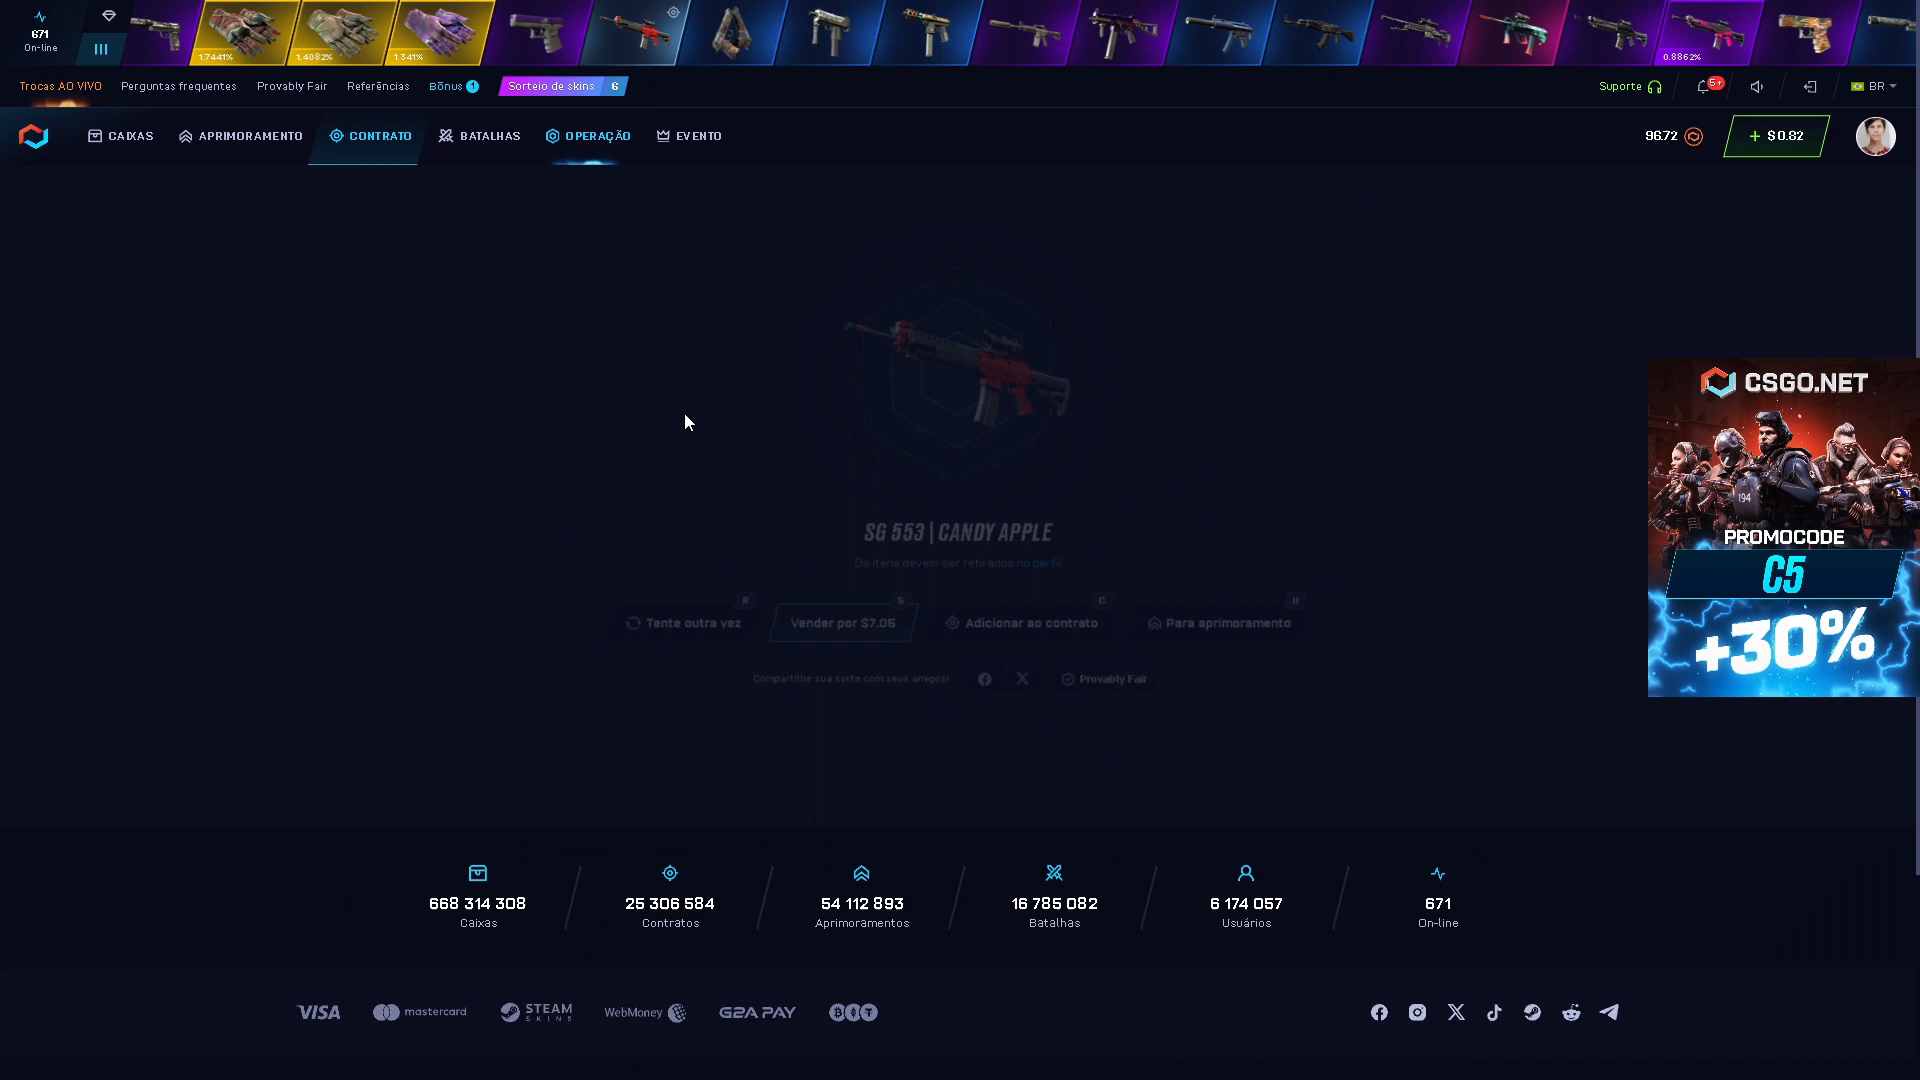 671
On-line
1.7441%
1.4082%
1.341%
0.8862%
Trocas AO VIVO
Perguntas frequentes
Provably Fair
Referências
Bônus 1
Sorteio de skins 6
Suporte
5+
BR
CAIXAS
APRIMORAMENTO
CONTRATO
BATALHAS
OPERAÇÃO
EVENTO
96.72
+ $ 0.82
CSGO.NET
194
PROMOCODE
C5
+30%
SG 553 | CANDY APPLE
Os itens devem ser retirados no perfil
R
S
C
U
Tente outra vez
Vender por $7.05
Adicionar ao contrato
Para aprimoramento
Compartilhe sua sorte com seus amigos!
Provably Fair
668 314 308
Caixas
25 306 584
Contratos
54 112 893
Aprimoramentos
16 785 082
Batalhas
6 174 057
Usuários
671
On-line
VISA
mastercard
STEAM
SKINS
WebMoney
G2A PAY